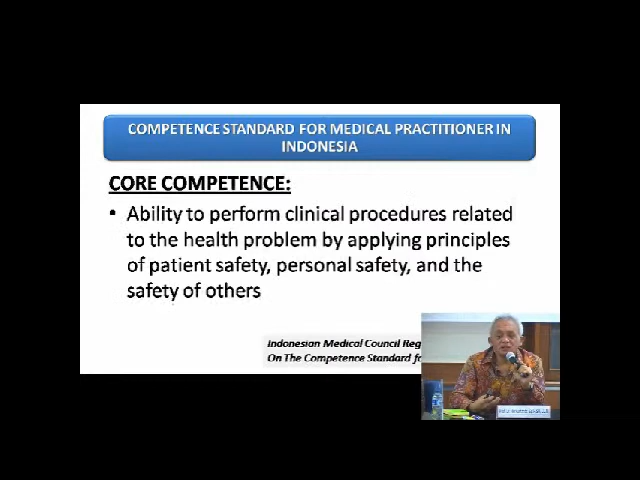 COMPETENCE STANDARD FOR MEDICAL PRACTITIONER IN
INDONESIA
CORE COMPETENCE:
• Ability to perform clinical procedures related
to the health problem by applying principles
of patient safety, personal safety, and the
safety of others
Indonesian Medical Council Reg
On The Competence Standard fo